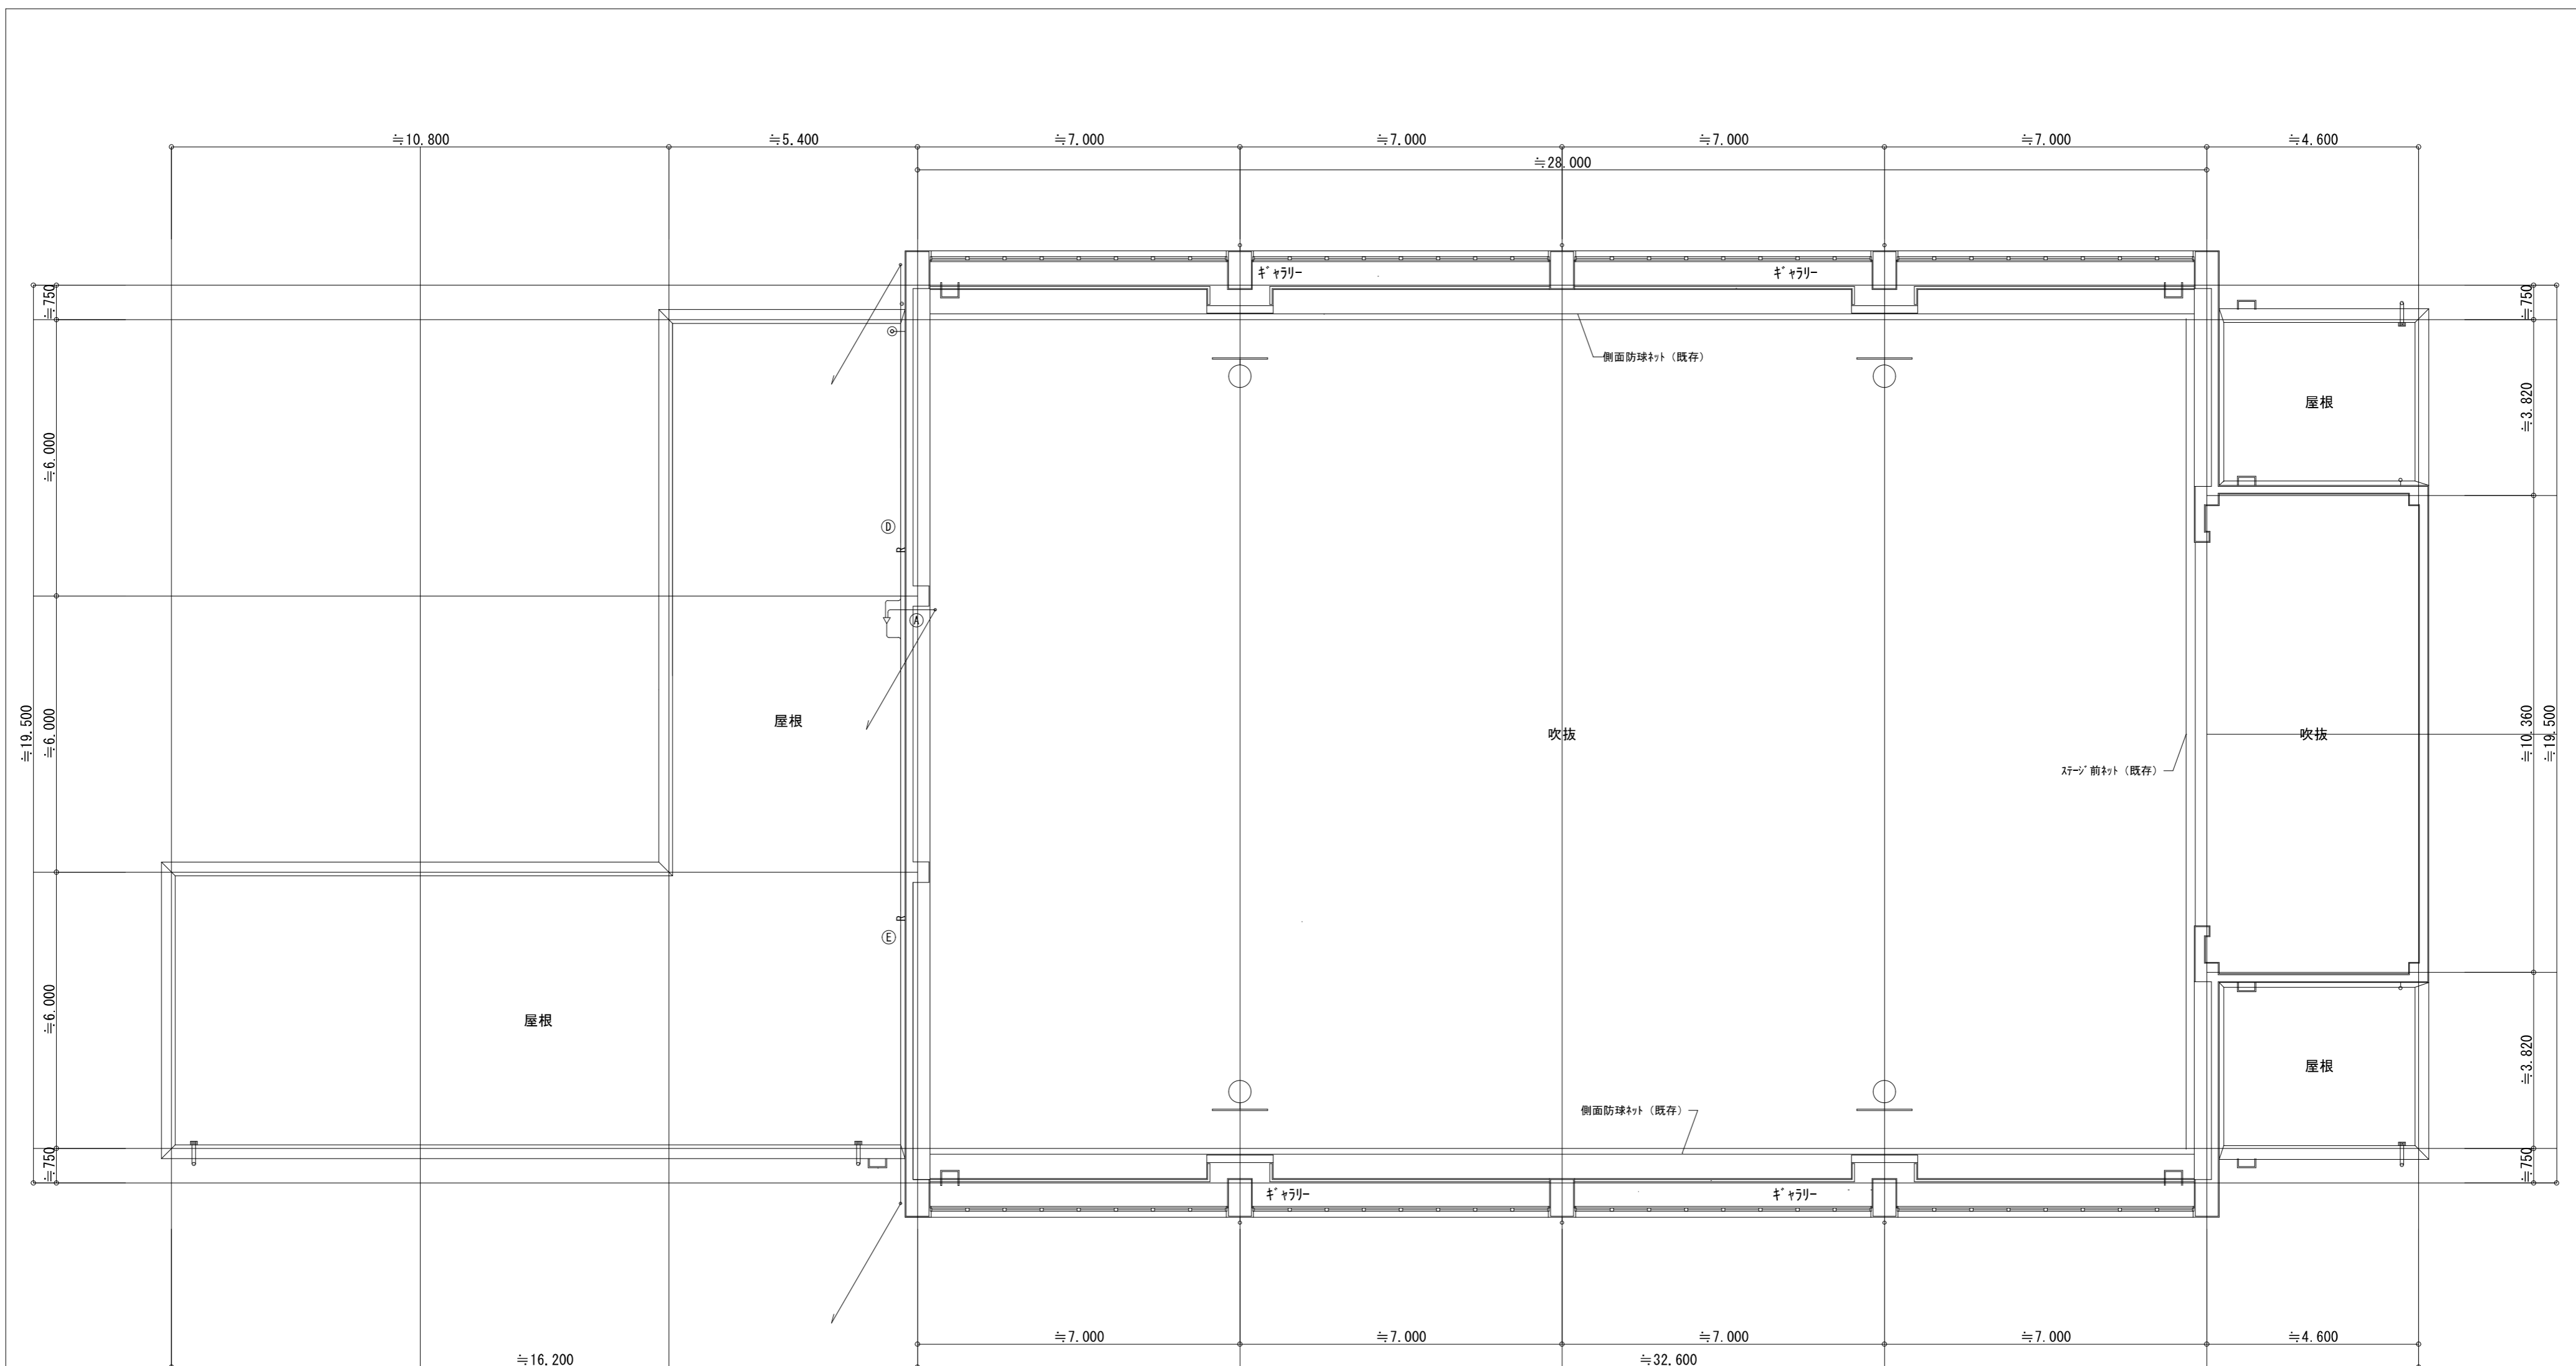 ≒10.800
≒5.400
≒7.000
≒7.000
≒7.000
≒7.000
≒4.600
≒28.000
ギャラリー
ギャラリー
≒750
≒750
側面防球ネット（既存）
屋根
≒3.820
≒6.000
Ⓓ
R
Ⓐ
≒19.500
≒6.000
屋根
吹抜
吹抜
≒10.360
≒19.500
ステージ前ネット（既存）
R
Ⓔ
≒6.000
屋根
屋根
≒3.820
側面防球ネット（既存）
≒750
≒750
ギャラリー
ギャラリー
≒7.000
≒7.000
≒7.000
≒7.000
≒4.600
≒16.200
≒32.600